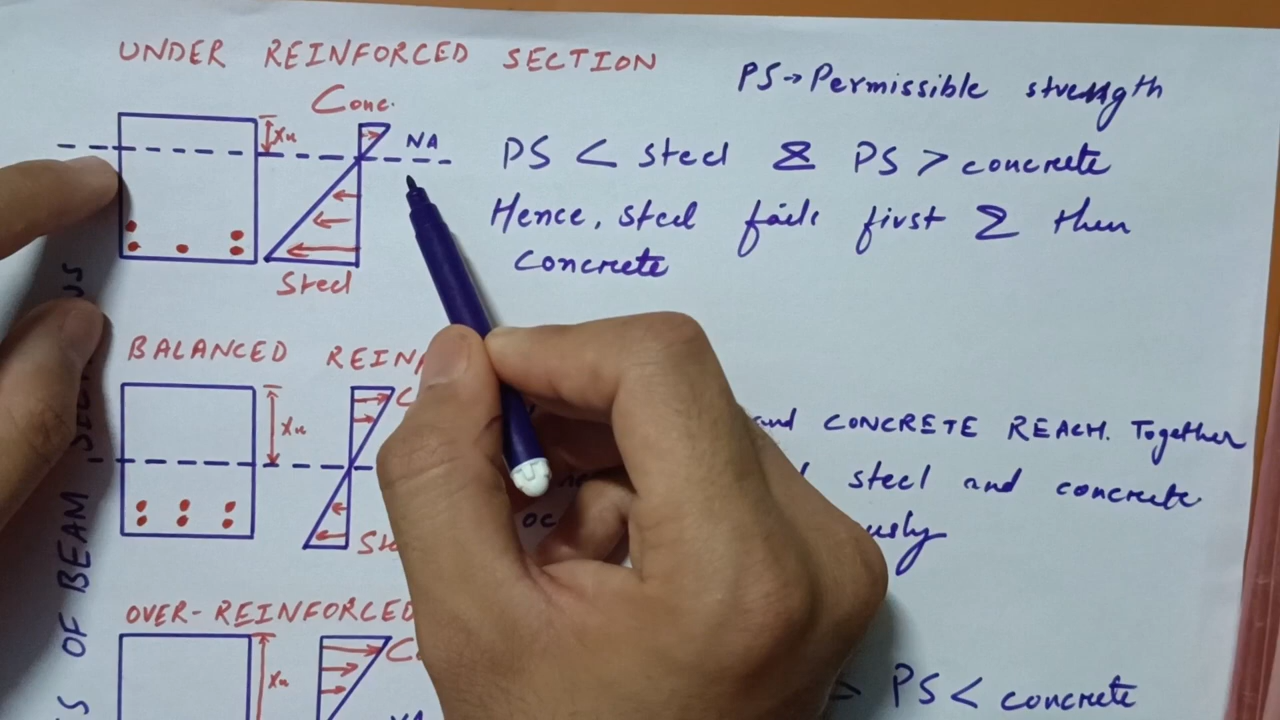 UNDER REINFORCED SECTION
PS→Permissible strength
Conc.
Xu
NA
PS < steel & PS > concrete
Hence, steel fails first & then
concrete
Steel
BALANCED
Xu
and CONCRETE REACH. Together
steel and concrete
OF BEAM
OVER-REINFORCED
Xu
PS < concrete